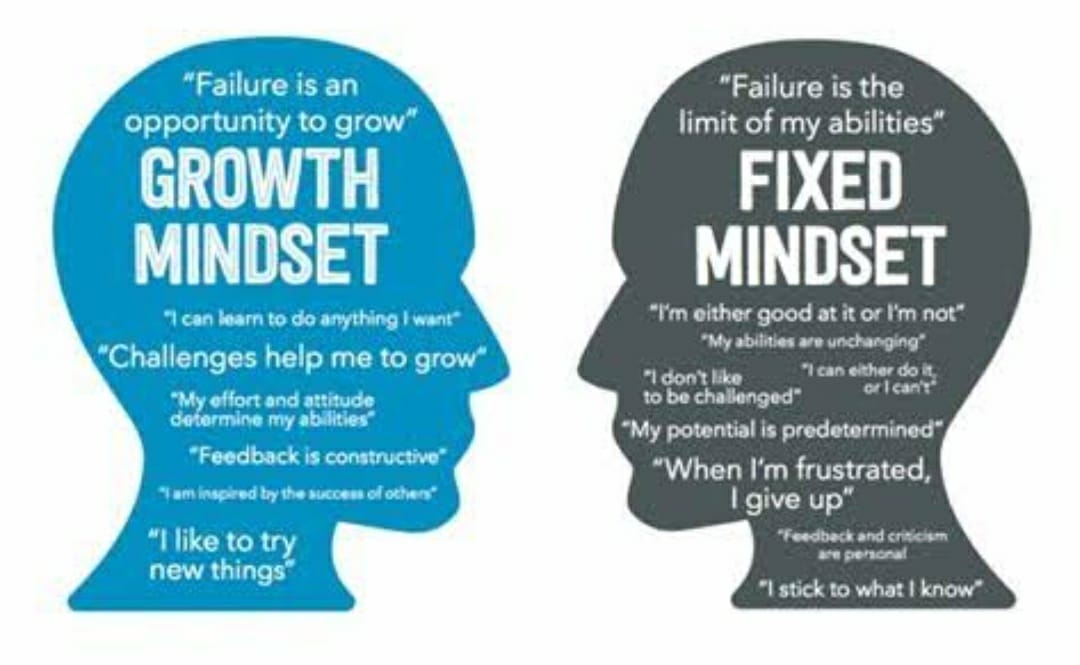 “Failure is an
opportunity to grow”
GROWTH
MINDSET
“I can learn to do anything I want”
“Challenges help me to grow”
“My effort and attitude
determine my abilities”
“Feedback is constructive”
“I am inspired by the success of others”
“I like to try
new things”
“Failure is the
limit of my abilities”
FIXED
MINDSET
“I’m either good at it or I’m not”
“My abilities are unchanging”
“I don’t like
to be challenged”
“I can either do it,
or I can’t”
“My potential is predetermined”
“When I’m frustrated,
I give up”
“Feedback and criticism
are personal
“I stick to what I know”